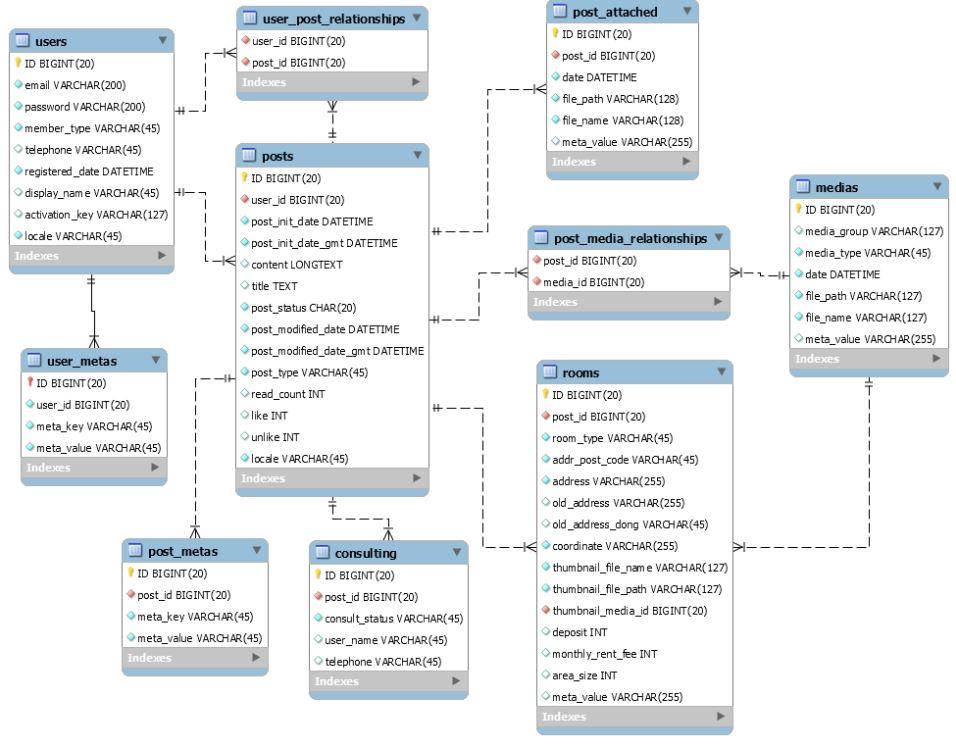 users
ID BIGINT(20)
email VARCHAR(200)
password VARCHAR(200)
member_type VARCHAR(45)
telephone VARCHAR(45)
registered_date DATETIME
display_name VARCHAR(45)
activation_key VARCHAR(127)
locale VARCHAR(45)
Indexes
user_post_relationships
user_id BIGINT(20)
post_id BIGINT(20)
Indexes
post_attached
ID BIGINT(20)
post_id BIGINT(20)
date DATETIME
file_path VARCHAR(128)
file_name VARCHAR(128)
meta_value VARCHAR(255)
Indexes
posts
ID BIGINT(20)
user_id BIGINT(20)
post_init_date DATETIME
post_init_date_gmt DATETIME
content LONGTEXT
title TEXT
post_status CHAR(20)
post_modified_date DATETIME
post_modified_date_gmt DATETIME
post_type VARCHAR(45)
read_count INT
like INT
unlike INT
locale VARCHAR(45)
Indexes
medias
ID BIGINT(20)
media_group VARCHAR(127)
media_type VARCHAR(45)
date DATETIME
file_path VARCHAR(127)
file_name VARCHAR(127)
meta_value VARCHAR(255)
Indexes
post_media_relationships
post_id BIGINT(20)
media_id BIGINT(20)
Indexes
user_metas
ID BIGINT(20)
user_id BIGINT(20)
meta_key VARCHAR(45)
meta_value VARCHAR(45)
Indexes
rooms
ID BIGINT(20)
post_id BIGINT(20)
room_type VARCHAR(45)
addr_post_code VARCHAR(45)
address VARCHAR(255)
old_address VARCHAR(255)
old_address_dong VARCHAR(45)
coordinate VARCHAR(255)
thumbnail_file_name VARCHAR(127)
thumbnail_file_path VARCHAR(127)
thumbnail_media_id BIGINT(20)
deposit INT
monthly_rent_fee INT
area_size INT
meta_value VARCHAR(255)
Indexes
post_metas
ID BIGINT(20)
post_id BIGINT(20)
meta_key VARCHAR(45)
meta_value VARCHAR(45)
Indexes
consulting
ID BIGINT(20)
post_id BIGINT(20)
consult_status VARCHAR(45)
user_name VARCHAR(45)
telephone VARCHAR(45)
Indexes